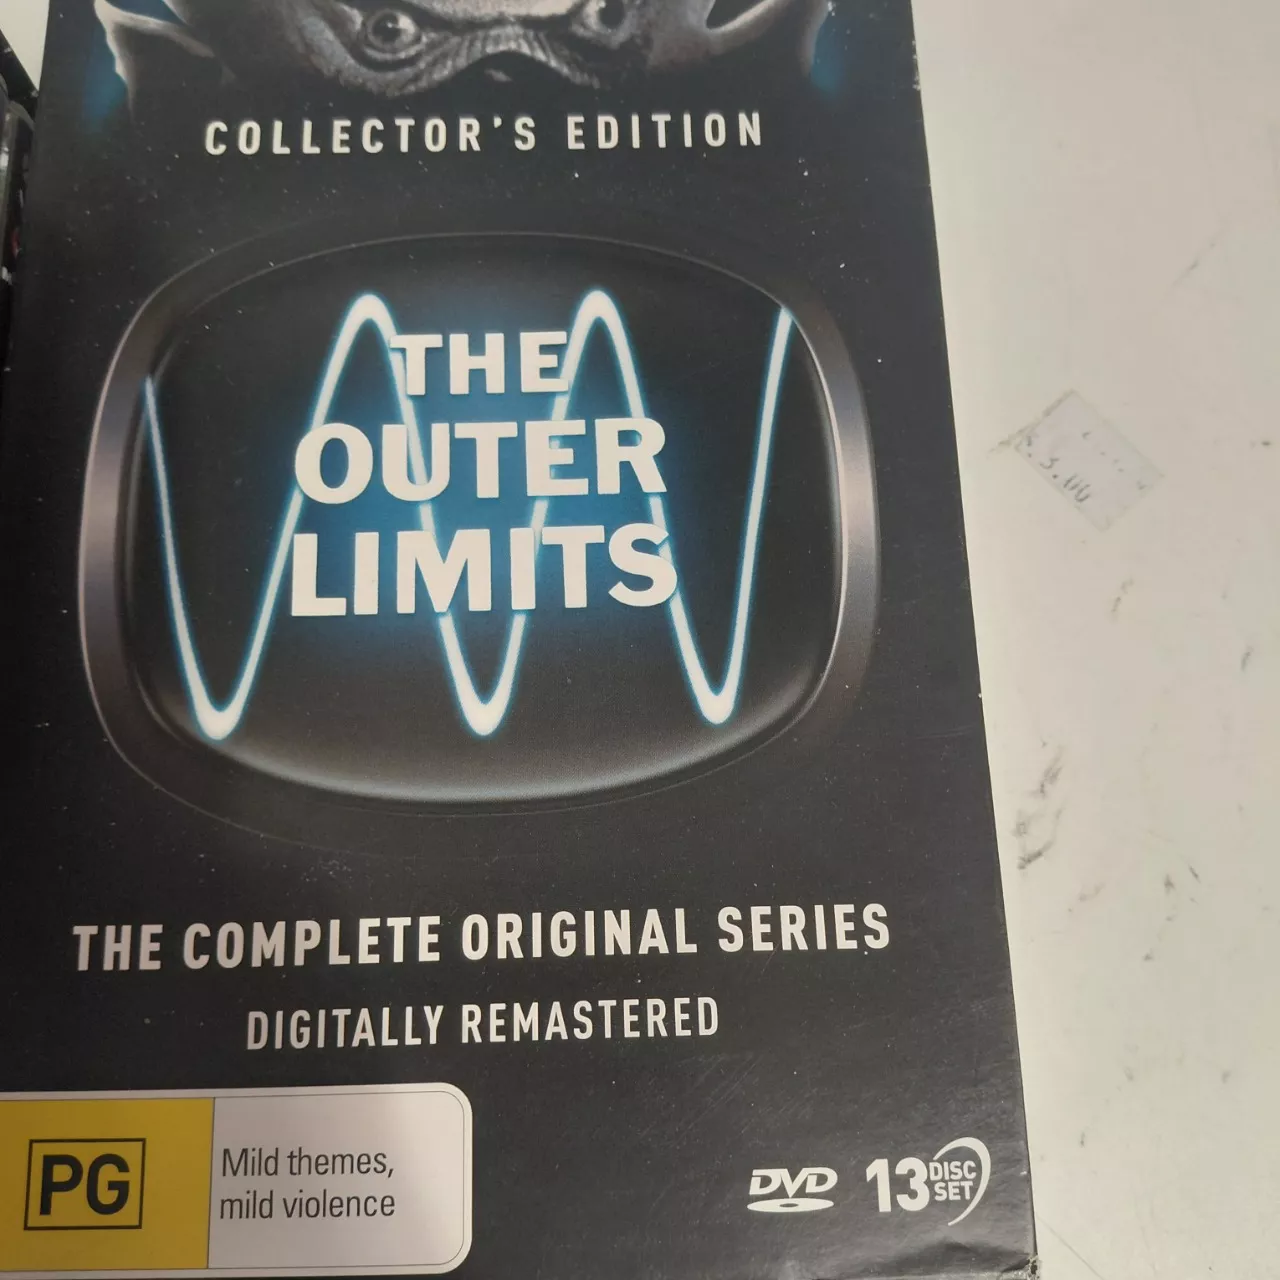 COLLECTOR'S EDITION
THE
OUTER
LIMITS
THE COMPLETE ORIGINAL SERIES
DIGITALLY REMASTERED
PG
Mild themes,
mild violence
DVD
13 DISC
SET